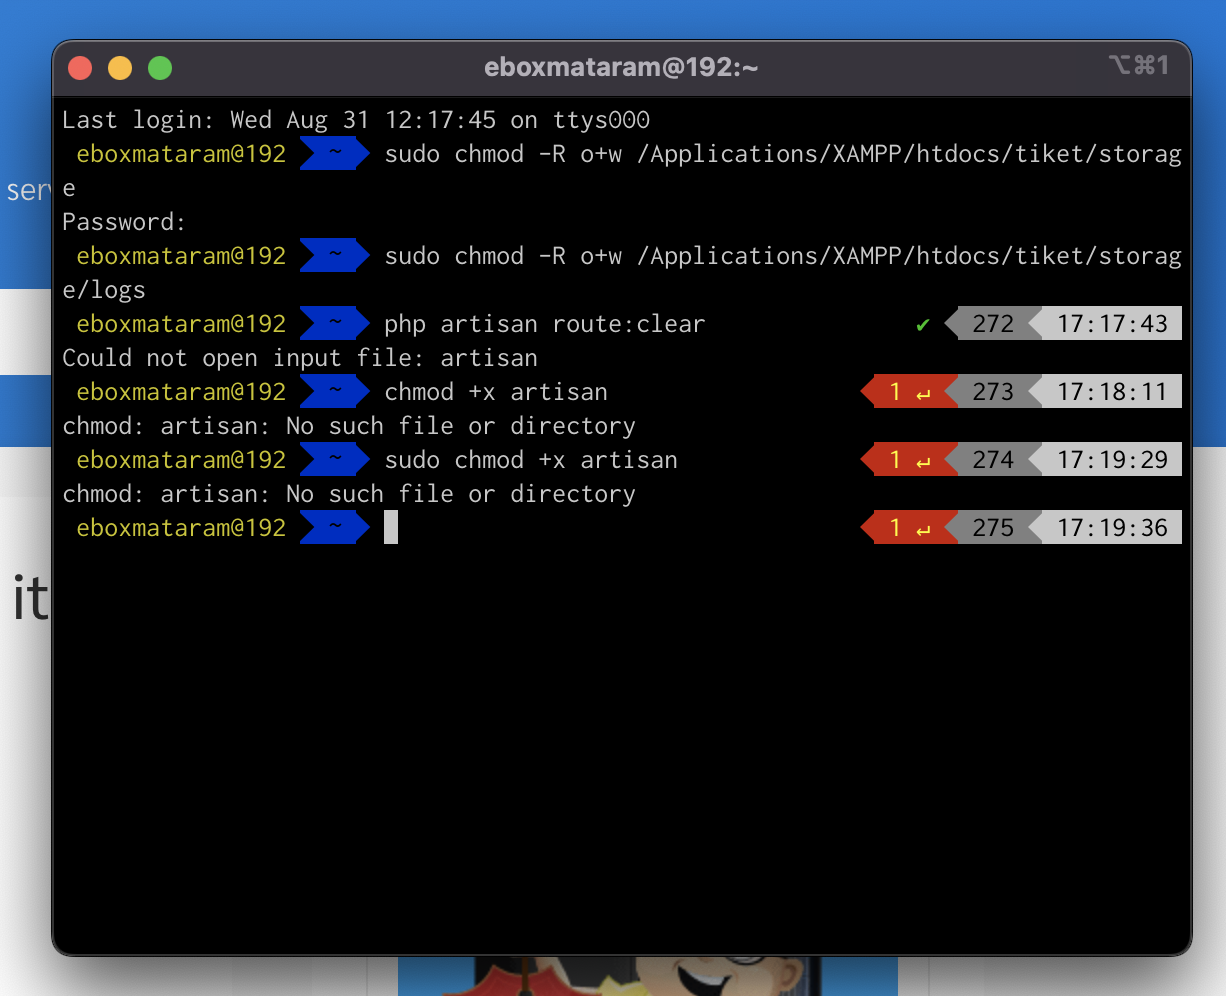 eboxmataram@192:~
⌥⌘1
Last login: Wed Aug 31 12:17:45 on ttys000
eboxmataram@192 ~ sudo chmod -R o+w /Applications/XAMPP/htdocs/tiket/storag
e
Password:
eboxmataram@192 ~ sudo chmod -R o+w /Applications/XAMPP/htdocs/tiket/storag
e/logs
eboxmataram@192 ~ php artisan route:clear ✔ 272 17:17:43
Could not open input file: artisan
eboxmataram@192 ~ chmod +x artisan 1 ↵ 273 17:18:11
chmod: artisan: No such file or directory
eboxmataram@192 ~ sudo chmod +x artisan 1 ↵ 274 17:19:29
chmod: artisan: No such file or directory
eboxmataram@192 ~ 1 ↵ 275 17:19:36
it